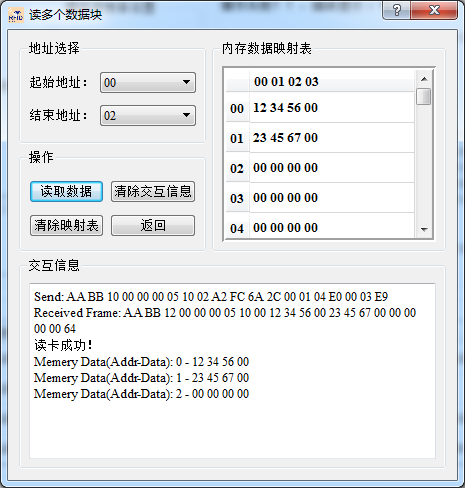 读多个数据块
地址选择
起始地址： 00
结束地址： 02
操作
读取数据 清除交互信息
清除映射表 返回
内存数据映射表
00 01 02 03
00 12 34 56 00
01 23 45 67 00
02 00 00 00 00
03 00 00 00 00
04 00 00 00 00
交互信息
Send: AA BB 10 00 00 00 05 10 02 A2 FC 6A 2C 00 01 04 E0 00 03 E9
Received Frame: AA BB 12 00 00 00 05 10 00 12 34 56 00 23 45 67 00 00 00
00 00 64
读卡成功！
Memery Data(Addr-Data): 0 - 12 34 56 00
Memery Data(Addr-Data): 1 - 23 45 67 00
Memery Data(Addr-Data): 2 - 00 00 00 00